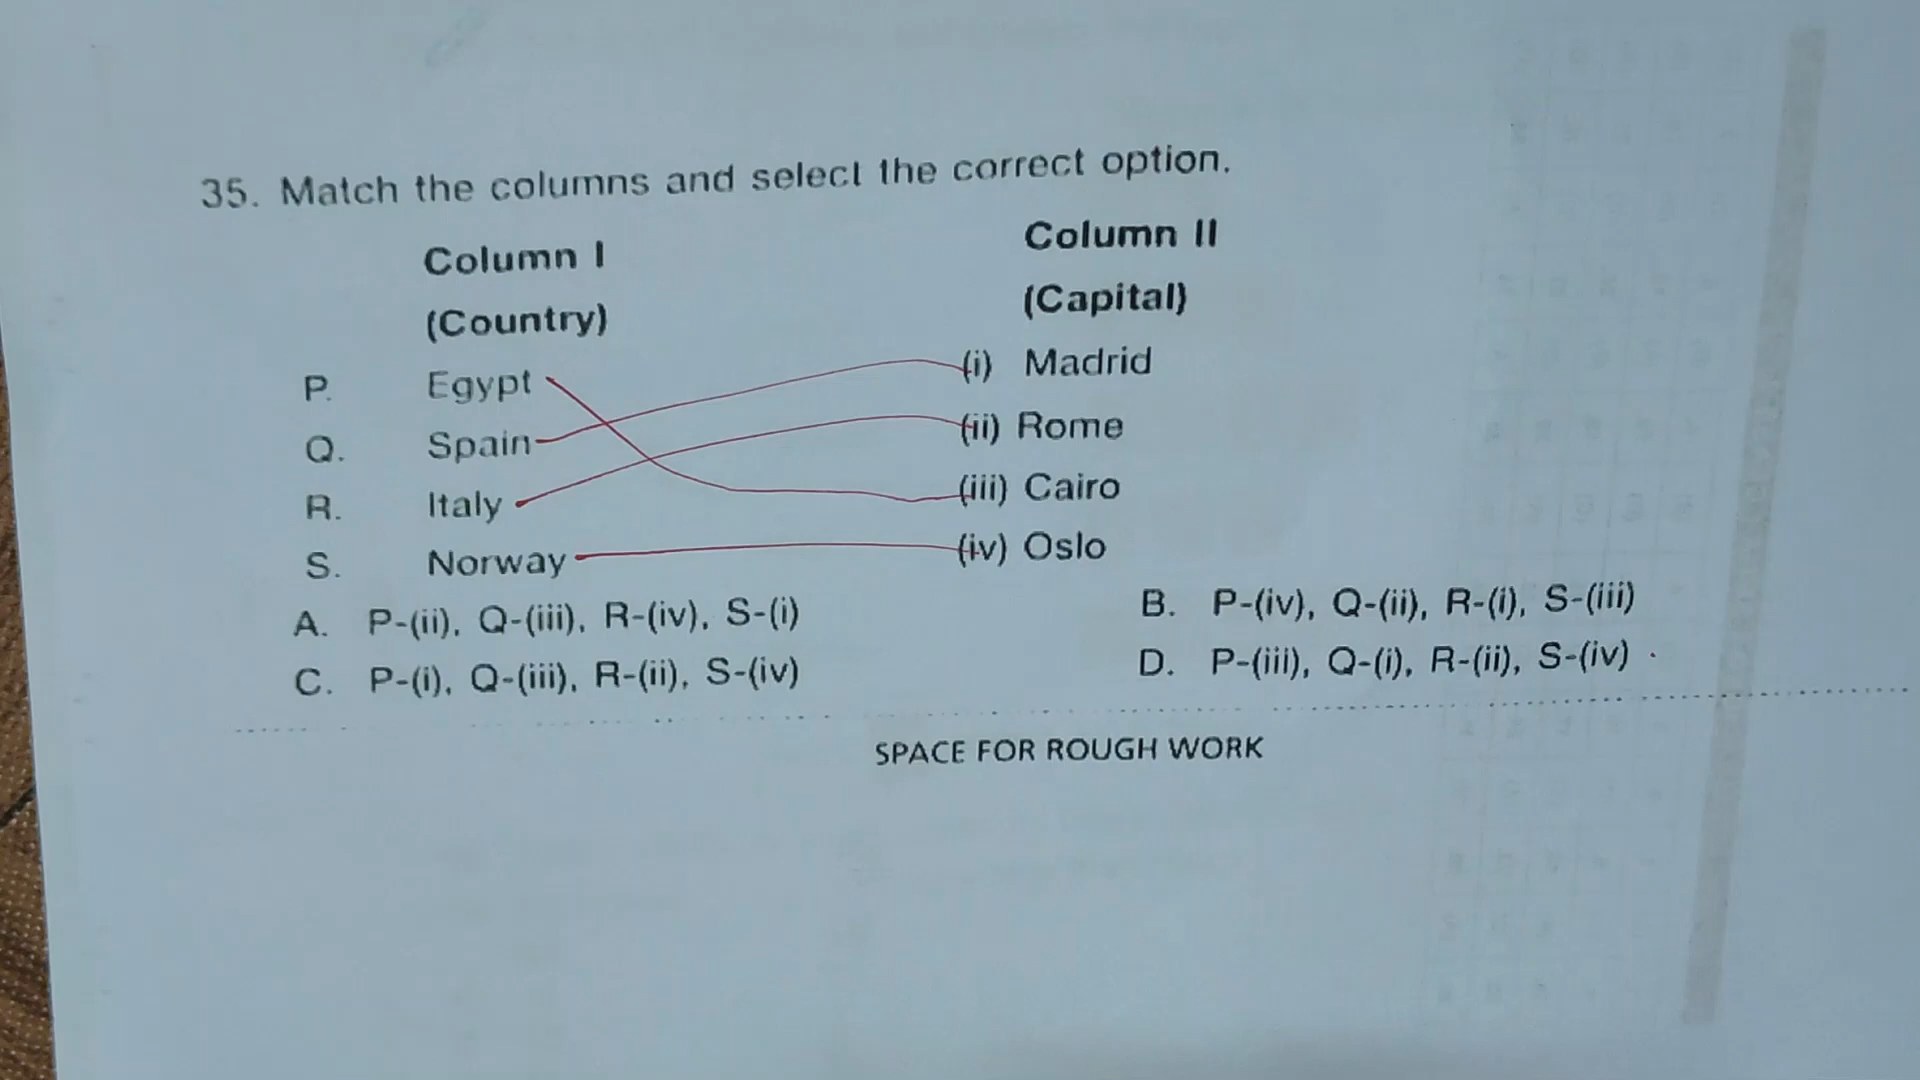 35. Match the columns and select the correct option.
Column I Column II
(Country) (Capital)
P. Egypt (i) Madrid
Q. Spain (ii) Rome
R. Italy (iii) Cairo
S. Norway (iv) Oslo
A. P-(ii), Q-(iii), R-(iv), S-(i) B. P-(iv), Q-(ii), R-(i), S-(iii)
C. P-(i), Q-(iii), R-(ii), S-(iv) D. P-(iii), Q-(i), R-(ii), S-(iv)
SPACE FOR ROUGH WORK